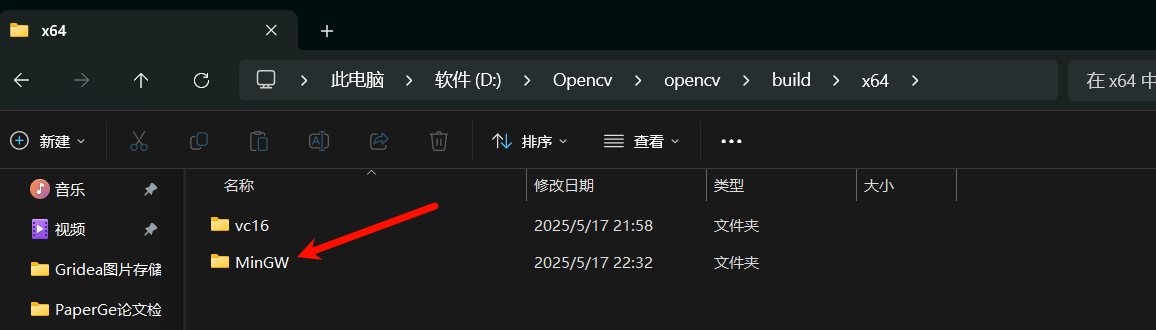 x64
此电脑 软件 (D:) Opencv opencv build x64 在 x64 中
新建 排序 查看
名称 修改日期 类型 大小
音乐
vc16 2025/5/17 21:58 文件夹
视频
MinGW 2025/5/17 22:32 文件夹
Gridea图片存储
PaperGe论文检